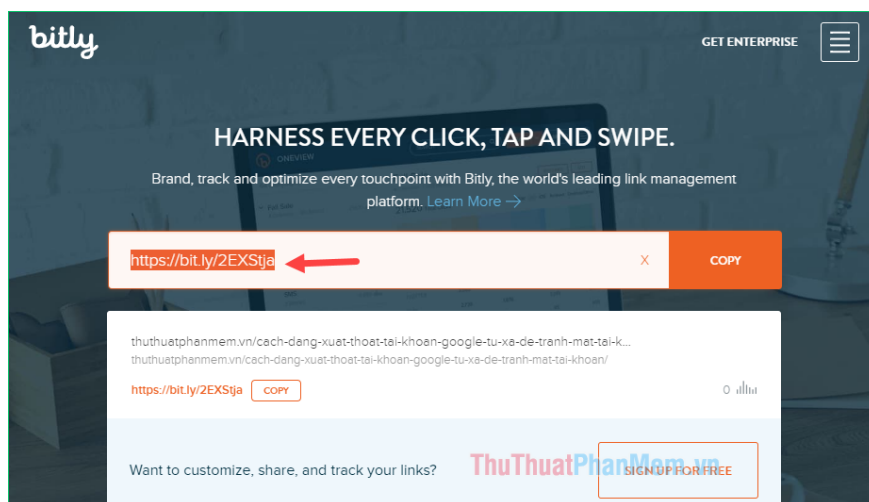 bitly
GET ENTERPRISE
ONEVIEW
HARNESS EVERY CLICK, TAP AND SWIPE.
Brand, track and optimize every touchpoint with Bitly, the world's leading link management
platform. Learn More →
https://bit.ly/2EXStja
X
COPY
thuthuatphanmem.vn/cach-dang-xuat-thoat-tai-khoan-google-tu-xa-de-tranh-mat-tai-k...
thuthuatphanmem.vn/cach-dang-xuat-thoat-tai-khoan-google-tu-xa-de-tranh-mat-tai-khoan/
https://bit.ly/2EXStja COPY
0
Want to customize, share, and track your links?
SIGN UP FOR FREE
ThuThuatPhanMem.vn